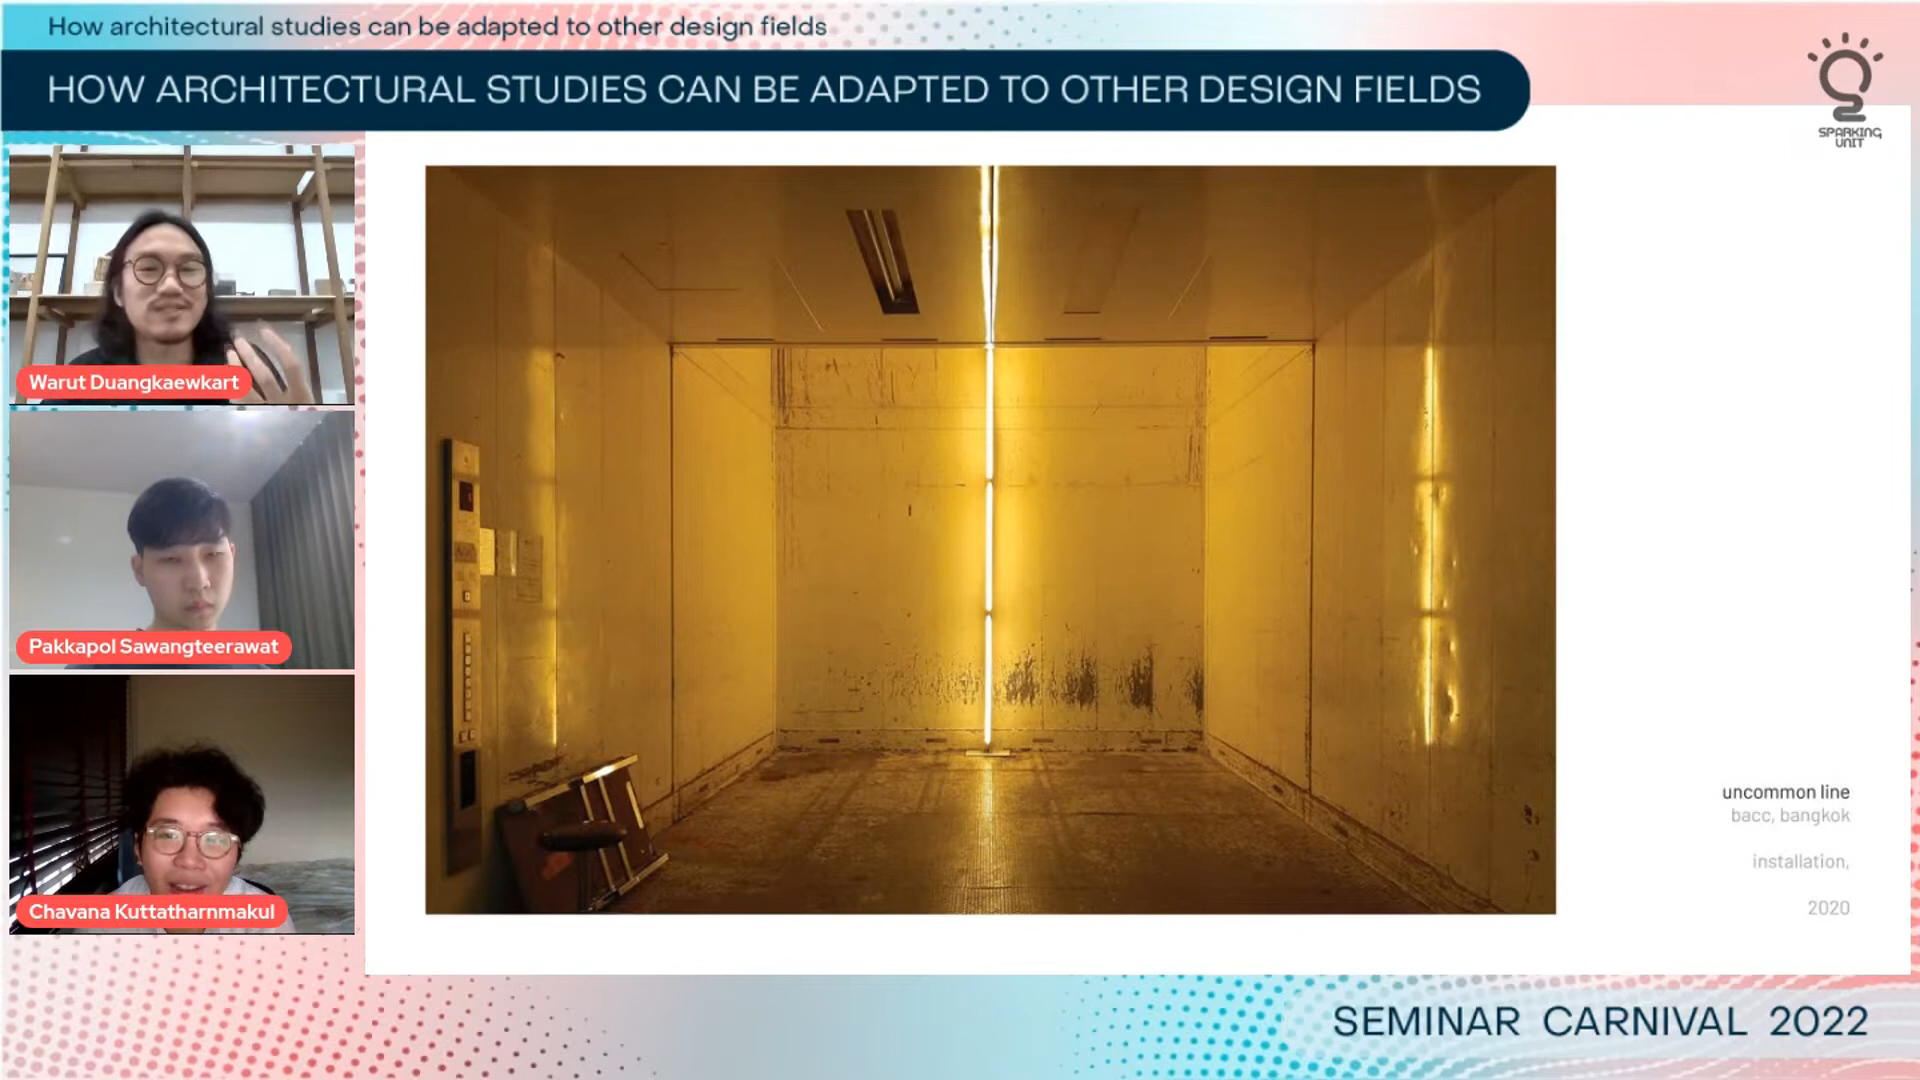 How architectural studies can be adapted to other design fields
HOW ARCHITECTURAL STUDIES CAN BE ADAPTED TO OTHER DESIGN FIELDS
SPARKING
UNIT
Warut Duangkaewkart
Pakkapol Sawangteerawat
Chavana Kuttatharnmakul
uncommon line
bacc, bangkok
installation,
2020
SEMINAR CARNIVAL 2022